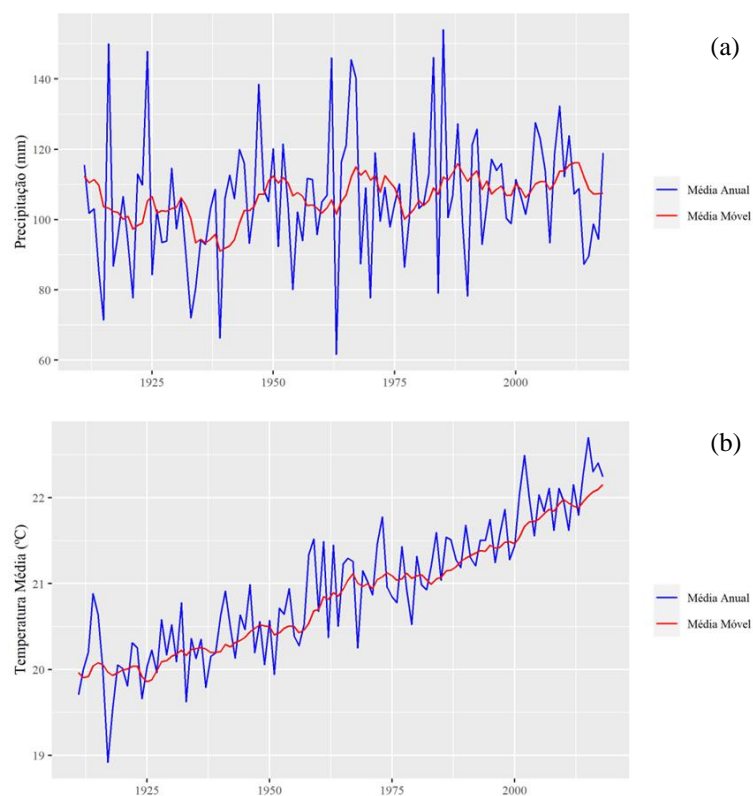 (a)
Precipitação (mm)
140
120
100
80
60
1925
1950
1975
2000
Média Anual
Média Móvel
(b)
Temperatura Média (ºC)
22
21
20
19
1925
1950
1975
2000
Média Anual
Média Móvel